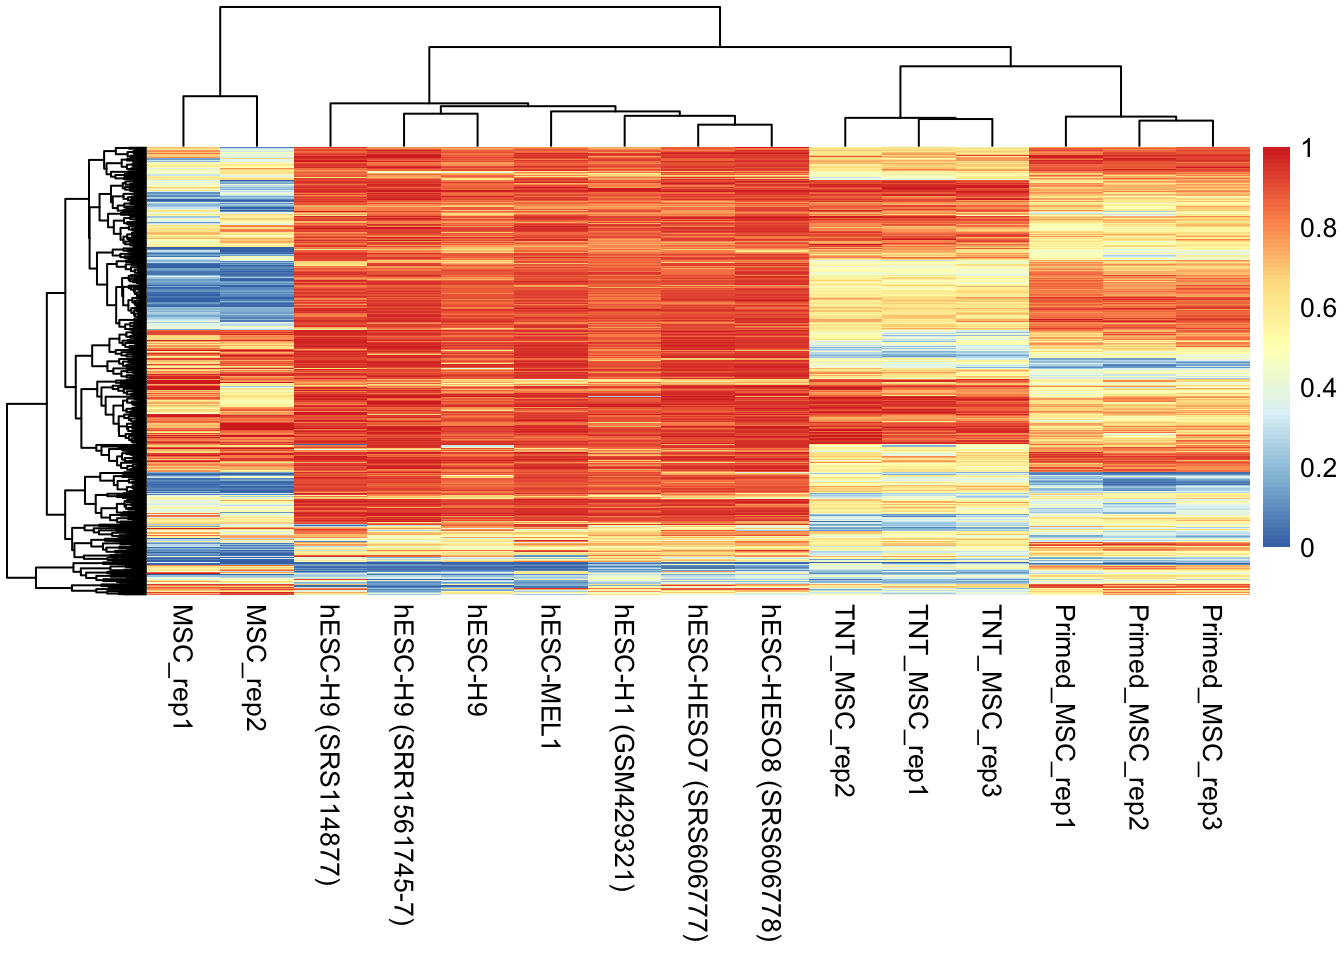 1
0.8
0.6
0.4
0.2
0
MSC_rep1
MSC_rep2
hESC-H9 (SRS114877)
hESC-H9 (SRR1561745-7)
hESC-H9
hESC-MEL1
hESC-H1 (GSM429321)
hESC-HESO7 (SRS606777)
hESC-HESO8 (SRS606778)
TNT_MSC_rep2
TNT_MSC_rep1
TNT_MSC_rep3
Primed_MSC_rep1
Primed_MSC_rep2
Primed_MSC_rep3